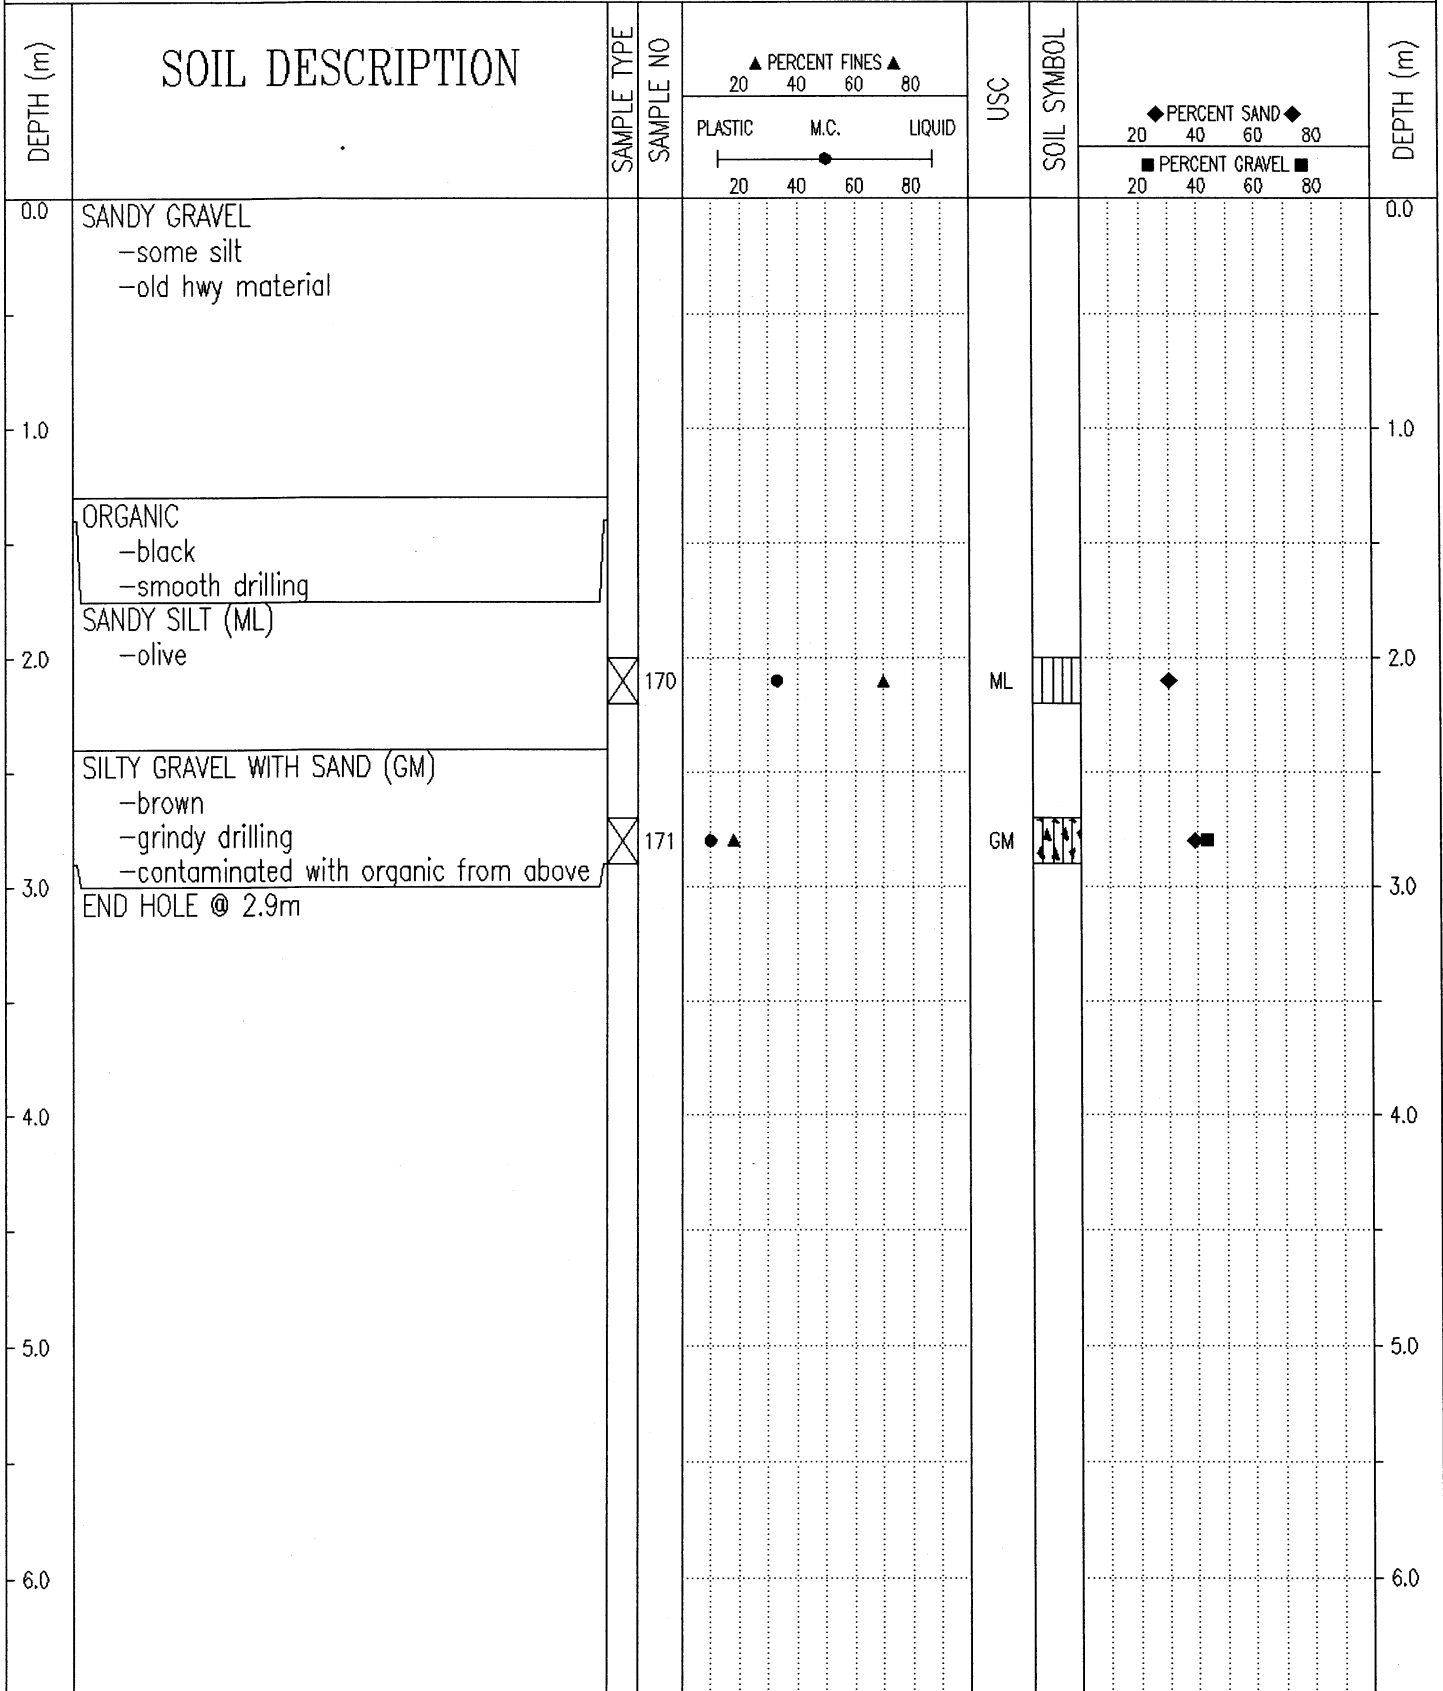 DEPTH (m)
SOIL DESCRIPTION
SAMPLE TYPE
SAMPLE NO
▲ PERCENT FINES ▲
20 40 60 80
PLASTIC M.C. LIQUID
20 40 60 80
USC
SOIL SYMBOL
◆ PERCENT SAND ◆
20 40 60 80
■ PERCENT GRAVEL ■
20 40 60 80
DEPTH (m)
0.0 SANDY GRAVEL 0.0
-some silt
-old hwy material
1.0 1.0
ORGANIC
-black
-smooth drilling
SANDY SILT (ML)
2.0 -olive 2.0
170 ML
SILTY GRAVEL WITH SAND (GM)
-brown
-grindy drilling 171 GM
-contaminated with organic from above
3.0 3.0
END HOLE @ 2.9m
4.0 4.0
5.0 5.0
6.0 6.0